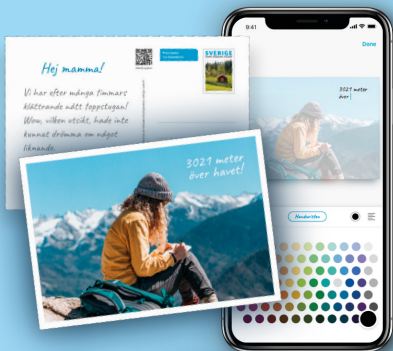 Hej mamma!
Vi har efter många timmars
klättrande nått toppstugan!
Wow, vilken utsikt, hade inte
kunnat drömma om något
liknande.
SVERIGE
3021 meter
över havet!
9:41
Done
3021 meter
över
Handwritten